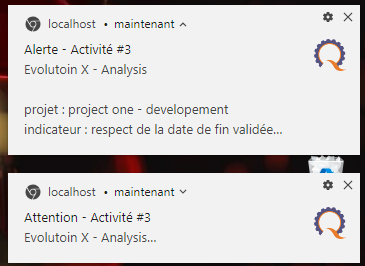 localhost • maintenant
Alerte - Activité #3
Evolutoin X - Analysis
projet : project one - developement
indicateur : respect de la date de fin validée...
localhost • maintenant
Attention - Activité #3
Evolutoin X - Analysis...